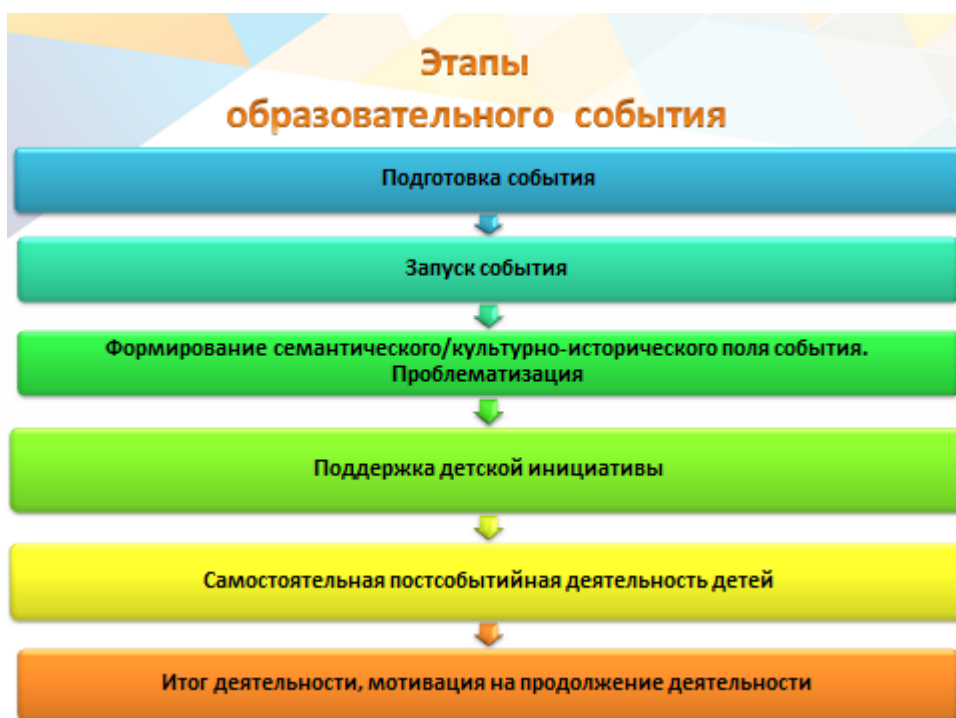 Этапы
образовательного события
Подготовка события
Запуск события
Формирование семантического/культурно-исторического поля события.
Проблематизация
Поддержка детской инициативы
Самостоятельная постсобытийная деятельность детей
Итог деятельности, мотивация на продолжение деятельности